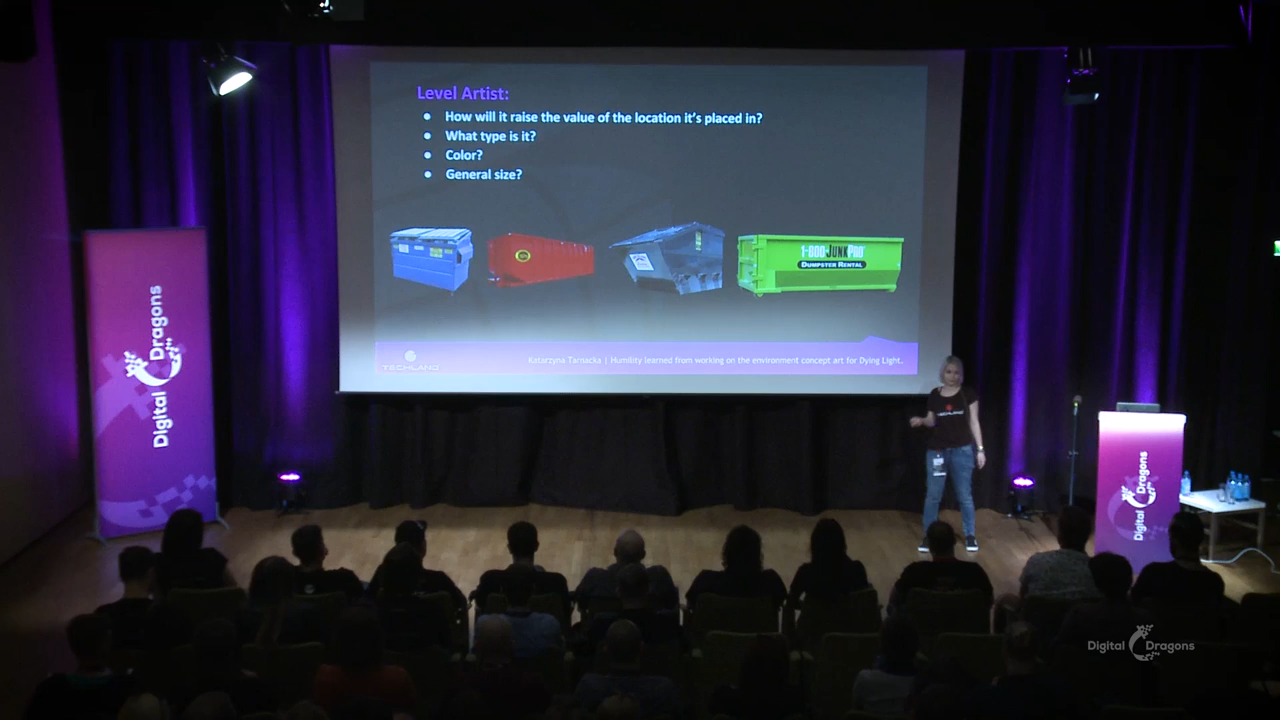 Level Artist:
● How will it raise the value of the location it's placed in?
● What type is it?
● Color?
● General size?
1-800 JUNKPRO
DUMPSTER RENTAL
TECHLAND
Katarzyna Tarnacka | Humility learned from working on the environment concept art for Dying Light.
Digital Dragons
TECHLAND
Digital Dragons
Digital Dragons